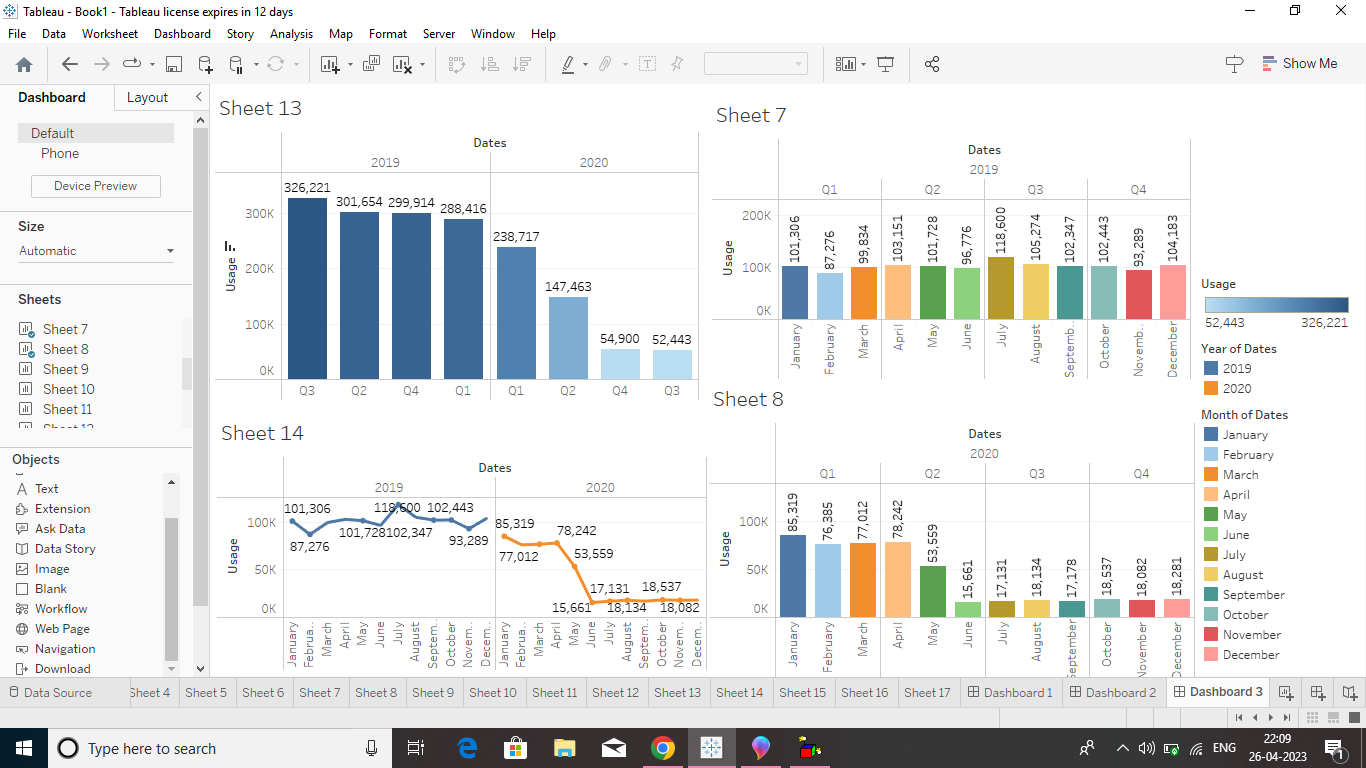 Tableau - Book1 - Tableau license expires in 12 days
File Data Worksheet Dashboard Story Analysis Map Format Server Window Help
Show Me
Dashboard Layout
Default
Phone
Device Preview
Size
Automatic
Sheets
Sheet 7
Sheet 8
Sheet 9
Sheet 10
Sheet 11
Objects
Text
Extension
Ask Data
Data Story
Image
Blank
Workflow
Web Page
Navigation
Download
Sheet 13
Dates
2019 2020
Usage
300K
200K
100K
0K
326,221 301,654 299,914 288,416 238,717 147,463 54,900 52,443
Q3 Q2 Q4 Q1 Q1 Q2 Q4 Q3
Sheet 7
Dates
2019
Q1 Q2 Q3 Q4
Usage
200K
100K
0K
101,306 87,276 99,834 103,151 101,728 96,776 118,600 105,274 102,347 102,443 93,289 104,183
January February March April May June July August Septemb.. October Novemb.. December
Sheet 14
Dates
2019 2020
Usage
100K
50K
0K
101,306 118,600 102,443
87,276 101,728 102,347 93,289
85,319 78,242
77,012 53,559
17,131 18,537
15,661 18,134 18,082
January Februa.. March April May June July August Septem.. October Novem.. Decem.. January Februa.. March April May June July August Septem.. October Novem.. Decem..
Sheet 8
Dates
2020
Q1 Q2 Q3 Q4
Usage
100K
50K
0K
85,319 76,385 77,012 78,242 53,559 15,661 17,131 18,134 17,178 18,537 18,082 18,281
January February March April May June July August September October November December
Usage
52,443 326,221
Year of Dates
2019
2020
Month of Dates
January
February
March
April
May
June
July
August
September
October
November
December
Data Source Sheet 4 Sheet 5 Sheet 6 Sheet 7 Sheet 8 Sheet 9 Sheet 10 Sheet 11 Sheet 12 Sheet 13 Sheet 14 Sheet 15 Sheet 16 Sheet 17 Dashboard 1 Dashboard 2 Dashboard 3
Type here to search
ENG
22:09
26-04-2023
1